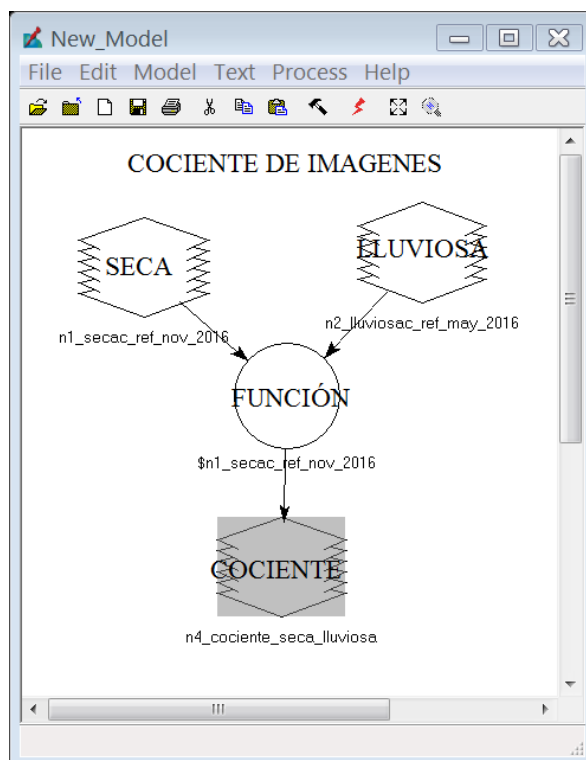 New_Model
File Edit Model Text Process Help
COCIENTE DE IMAGENES
SECA
LLUVIOSA
n1_secac_ref_nov_2016
n2_lluviosac_ref_may_2016
FUNCIÓN
$n1_secac_ref_nov_2016
COCIENTE
n4_cociente_seca_lluviosa